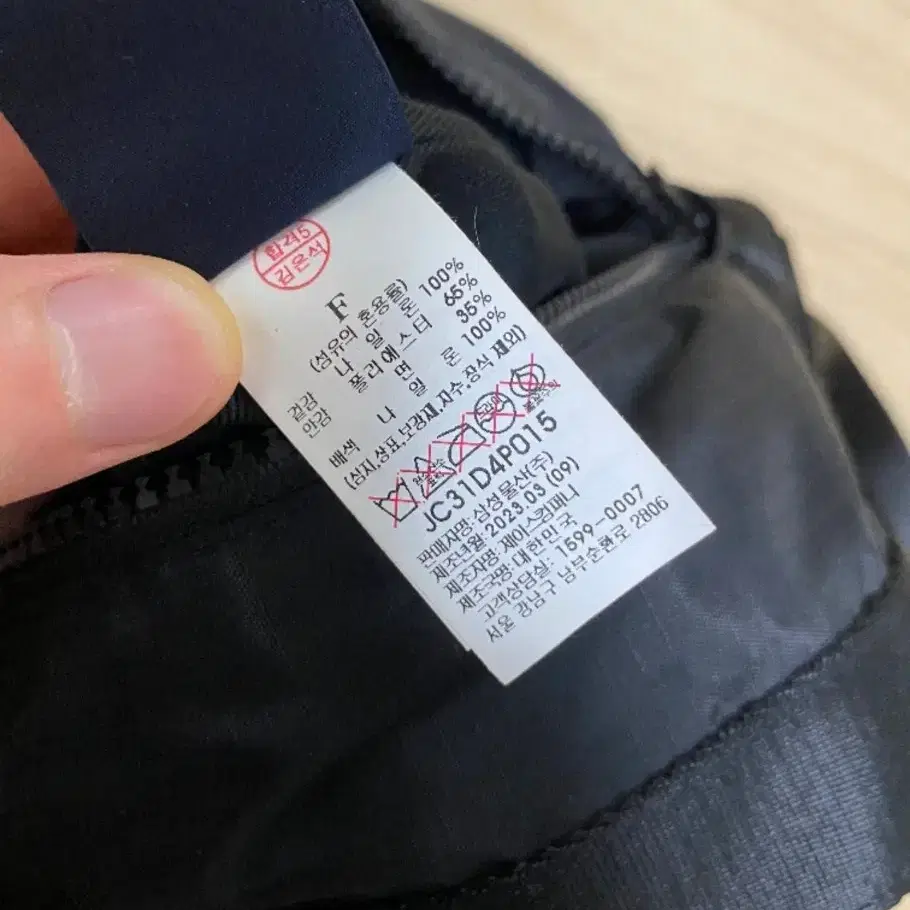 합격5
김은석
F
(섬유의 혼용률)
겉감 나 일 론 100%
안감 폴리에스터 65%
면 35%
배색 나 일 론 100%
(심지,상표,보강재,자수,장식 제외)
드라이
JC31D4P015
판매자명:삼성물산(주)
제조년월:2023.03 (09)
제조자명:제이스컴퍼니
제조국명:대한민국
고객상담실: 1599-0007
서울 강남구 남부순환로 2806